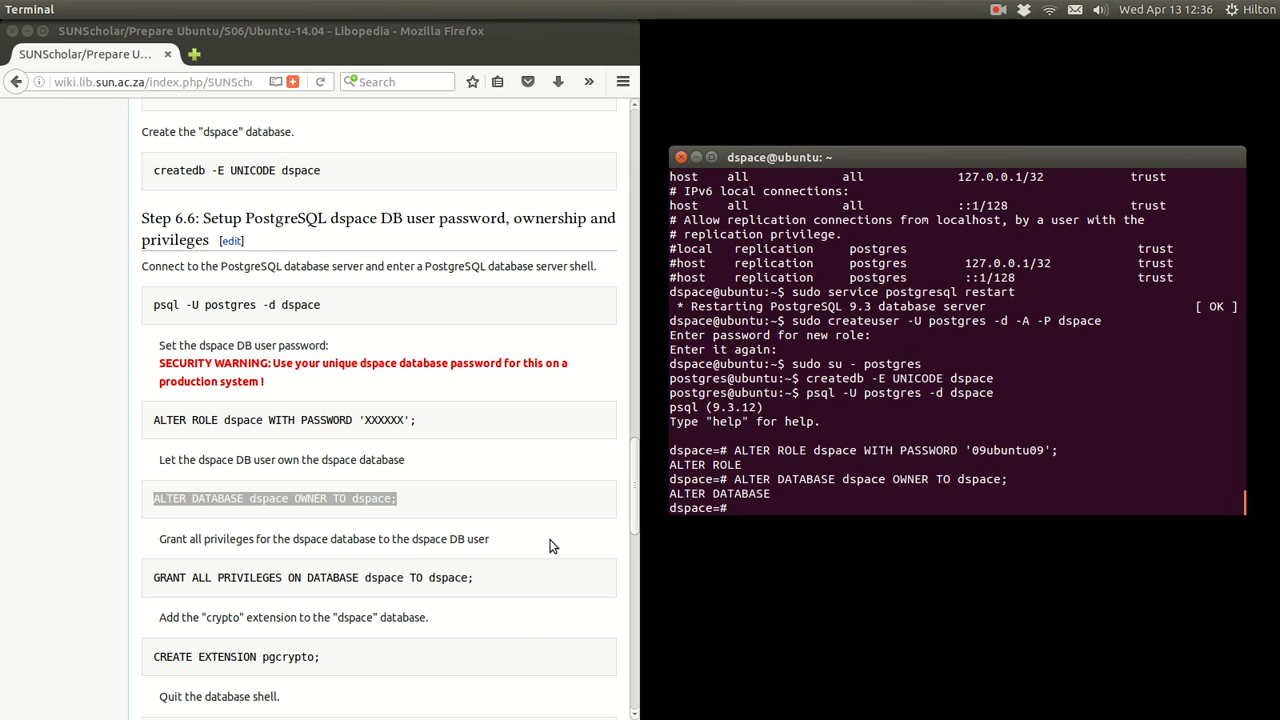 Terminal
Wed Apr 13 12:36
Hilton
SUNScholar/Prepare Ubuntu/S06/Ubuntu-14.04 - Libopedia - Mozilla Firefox
SUNScholar/Prepare U... ×
wiki.lib.sun.ac.za/index.php/SUNSch
Search
Create the "dspace" database.
createdb -E UNICODE dspace
Step 6.6: Setup PostgreSQL dspace DB user password, ownership and
privileges [edit]
Connect to the PostgreSQL database server and enter a PostgreSQL database server shell.
psql -U postgres -d dspace
Set the dspace DB user password:
SECURITY WARNING: Use your unique dspace database password for this on a
production system !
ALTER ROLE dspace WITH PASSWORD 'XXXXXX';
Let the dspace DB user own the dspace database
ALTER DATABASE dspace OWNER TO dspace;
Grant all privileges for the dspace database to the dspace DB user
GRANT ALL PRIVILEGES ON DATABASE dspace TO dspace;
Add the "crypto" extension to the "dspace" database.
CREATE EXTENSION pgcrypto;
Quit the database shell.
dspace@ubuntu: ~
host all all 127.0.0.1/32 trust
# IPv6 local connections:
host all all ::1/128 trust
# Allow replication connections from localhost, by a user with the
# replication privilege.
#local replication postgres trust
#host replication postgres 127.0.0.1/32 trust
#host replication postgres ::1/128 trust
dspace@ubuntu:~$ sudo service postgresql restart
* Restarting PostgreSQL 9.3 database server [ OK ]
dspace@ubuntu:~$ sudo createuser -U postgres -d -A -P dspace
Enter password for new role:
Enter it again:
dspace@ubuntu:~$ sudo su - postgres
postgres@ubuntu:~$ createdb -E UNICODE dspace
postgres@ubuntu:~$ psql -U postgres -d dspace
psql (9.3.12)
Type "help" for help.
dspace=# ALTER ROLE dspace WITH PASSWORD '09ubuntu09';
ALTER ROLE
dspace=# ALTER DATABASE dspace OWNER TO dspace;
ALTER DATABASE
dspace=#